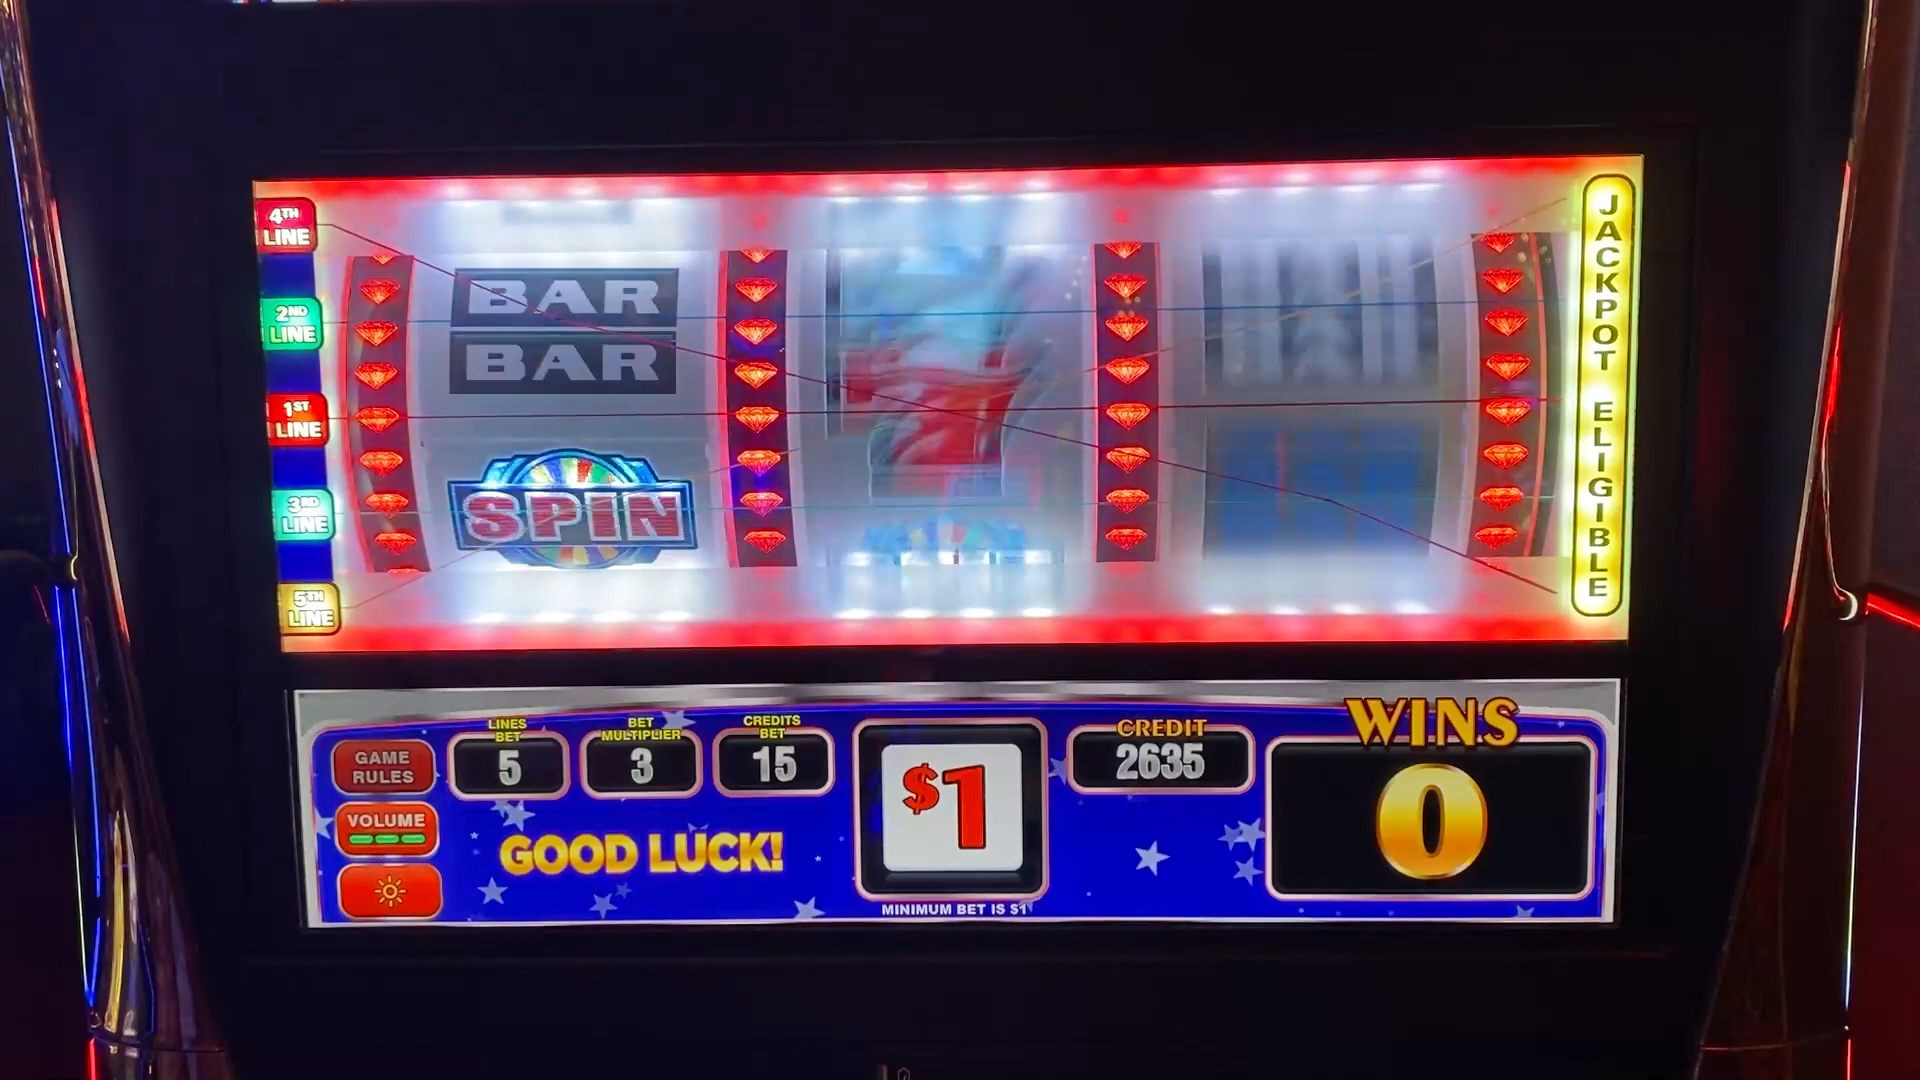 4TH
LINE
2ND
LINE
1ST
LINE
3RD
LINE
5TH
LINE
BAR
BAR
SPIN
7
JACKPOT ELIGIBLE
GAME
RULES
VOLUME
LINES
BET
5
BET
MULTIPLIER
3
CREDITS
BET
15
GOOD LUCK!
$1
MINIMUM BET IS $1
CREDIT
2635
WINS
0